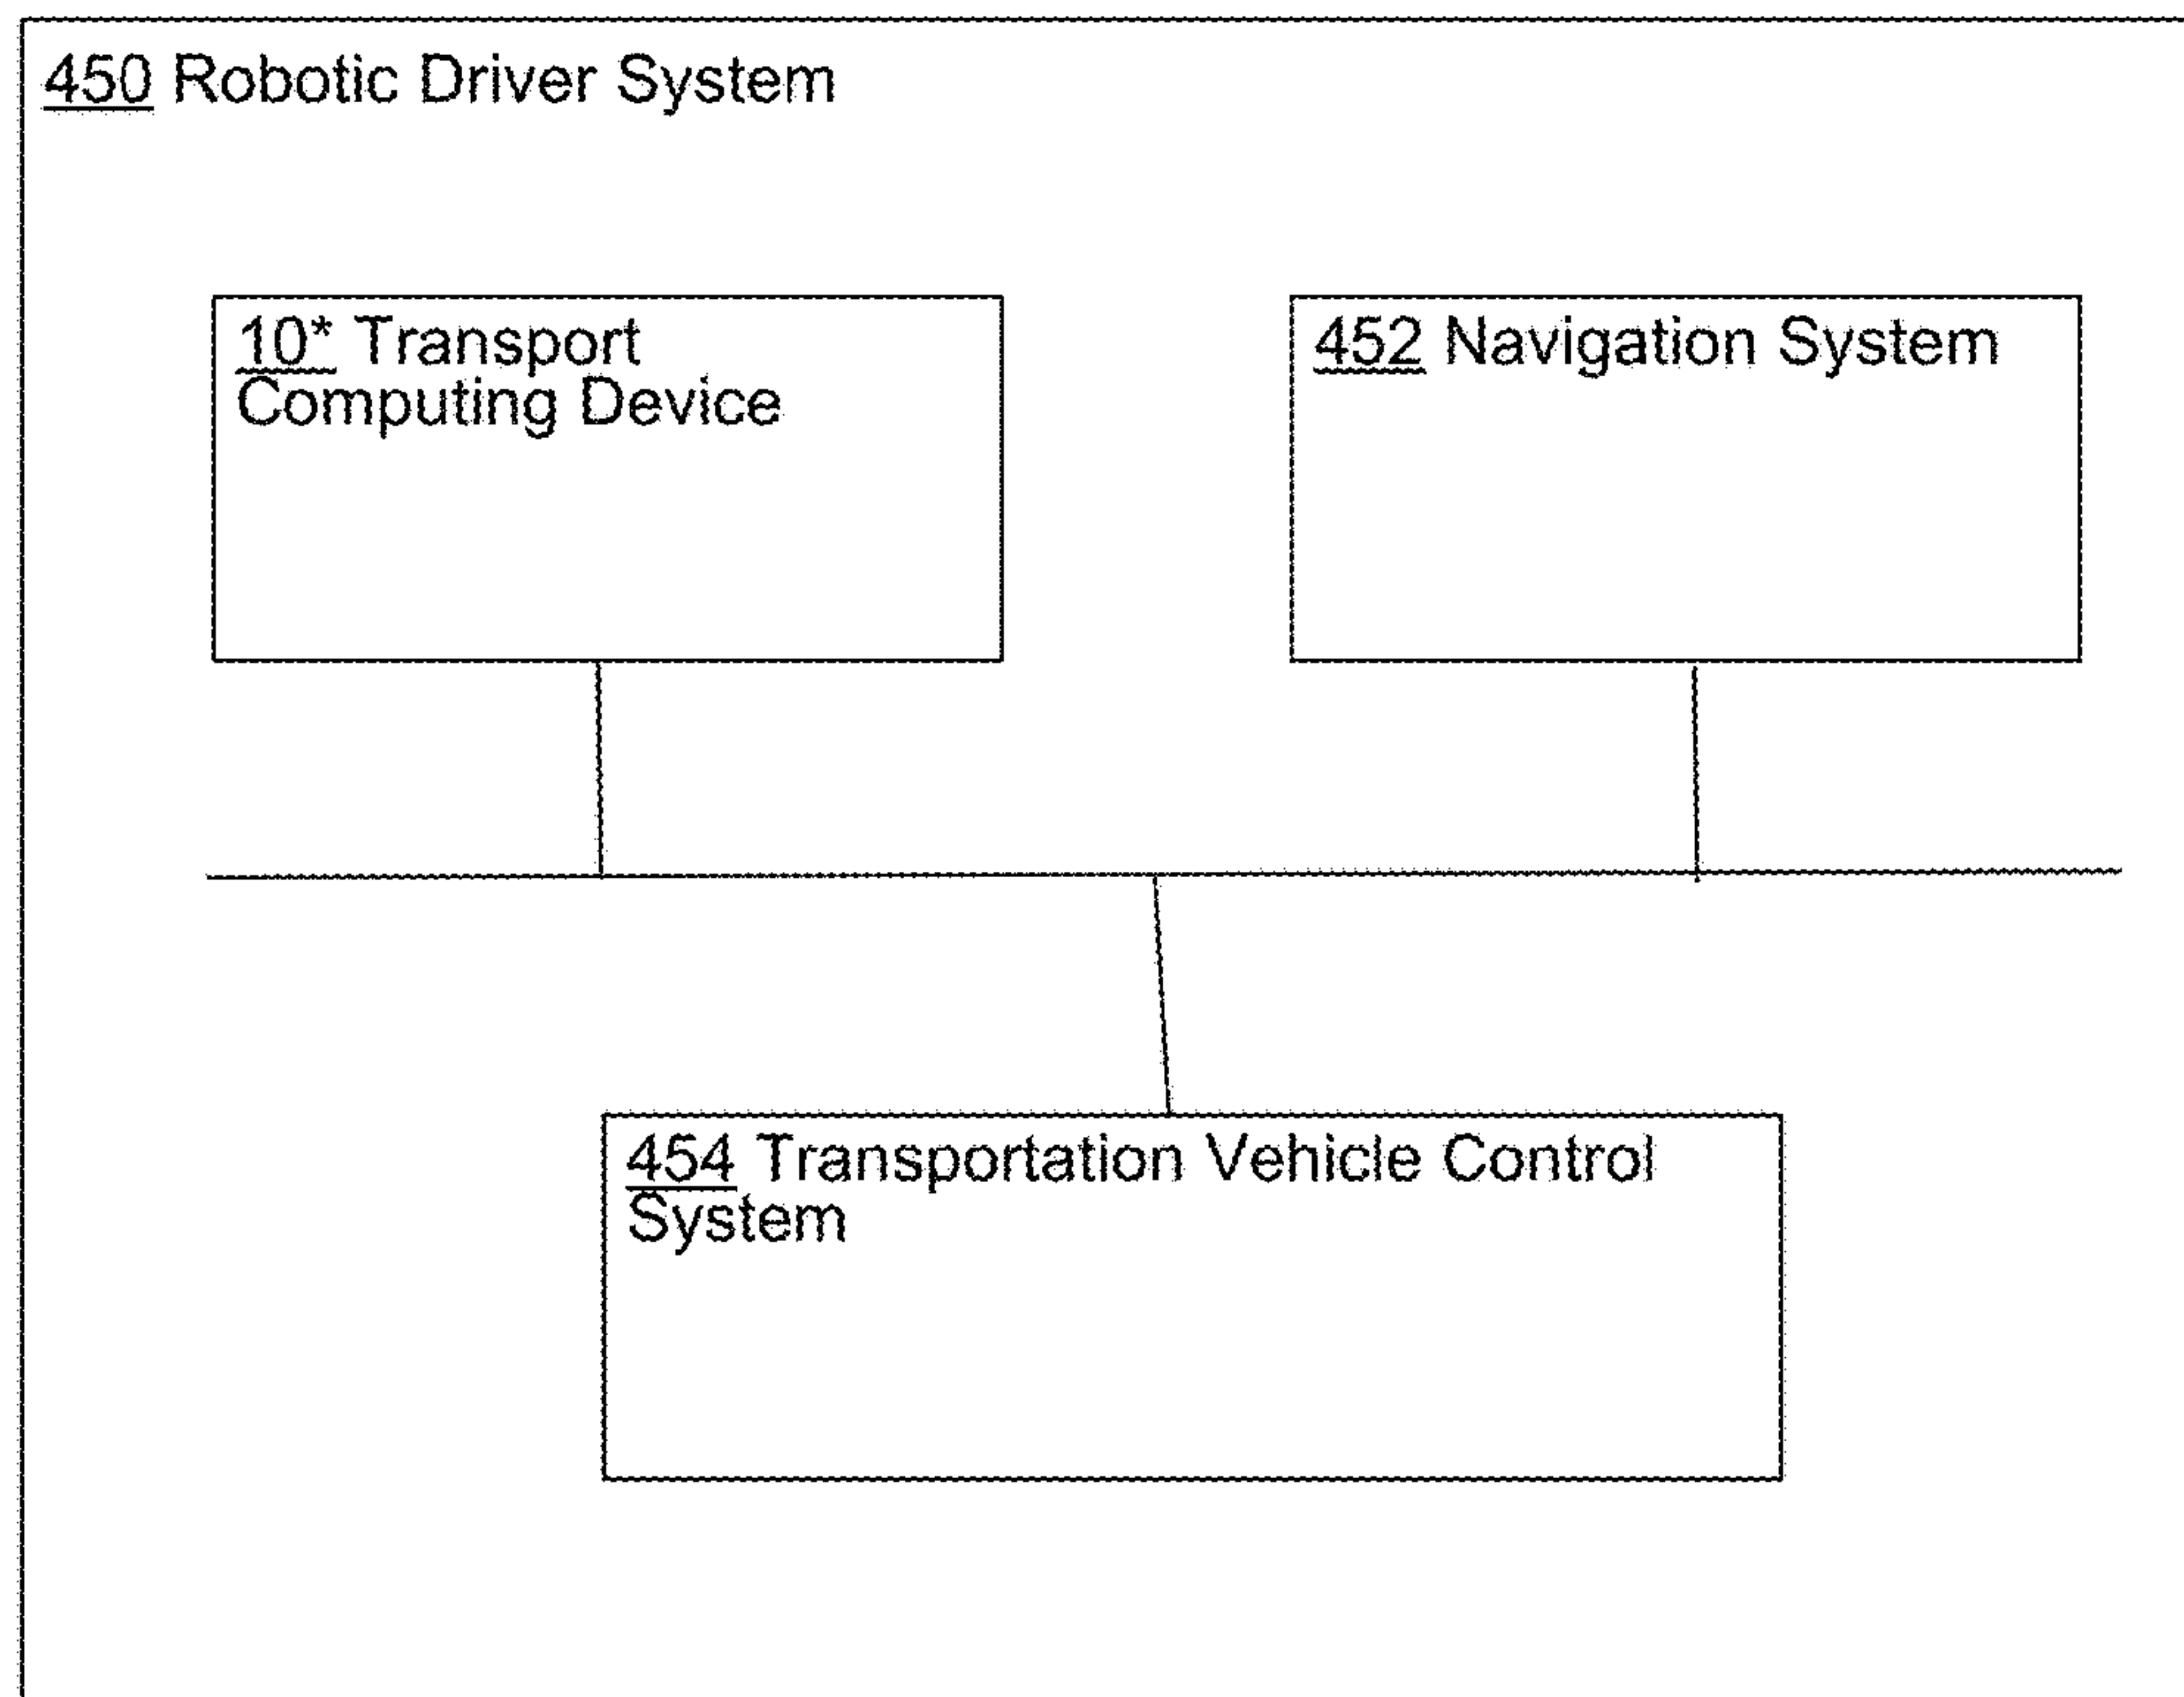 450 Robotic Driver System
10* Transport
Computing Device
452 Navigation System
454 Transportation Vehicle Control
System